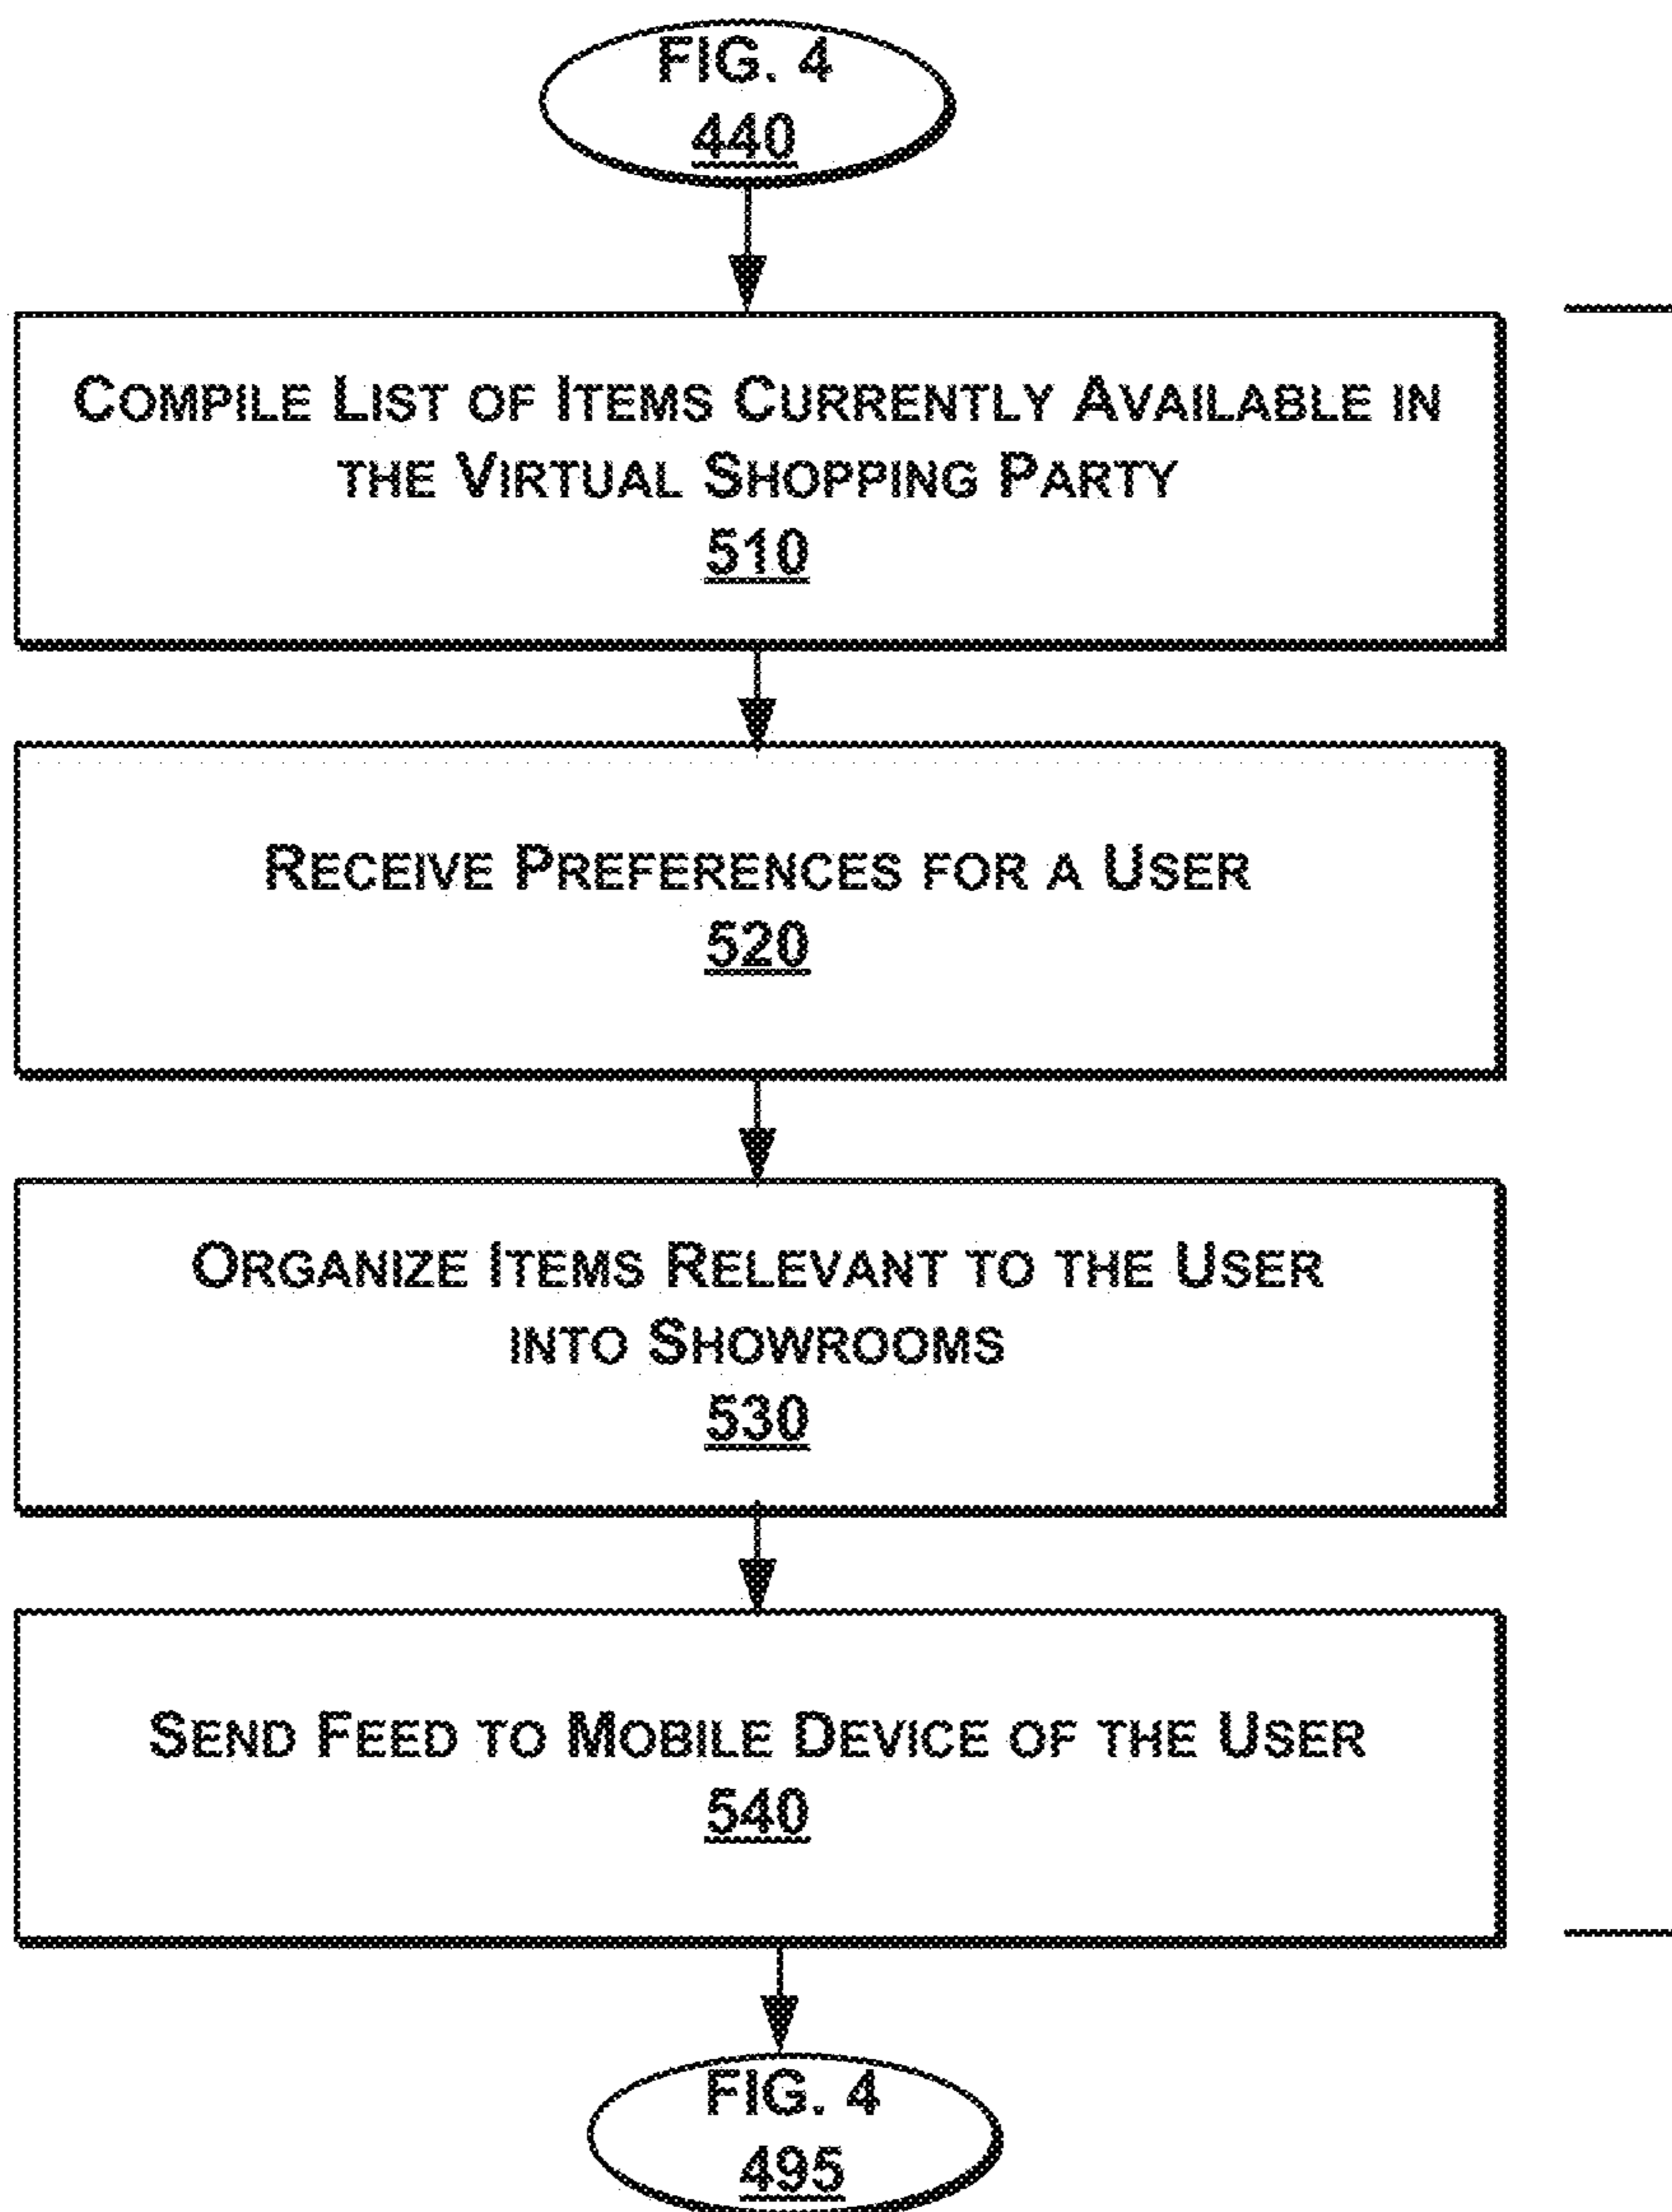 FIG. 4
440
COMPILE LIST OF ITEMS CURRENTLY AVAILABLE IN
THE VIRTUAL SHOPPING PARTY
510
RECEIVE PREFERENCES FOR A USER
520
ORGANIZE ITEMS RELEVANT TO THE USER
INTO SHOWROOMS
530
SEND FEED TO MOBILE DEVICE OF THE USER
540
FIG. 4
495